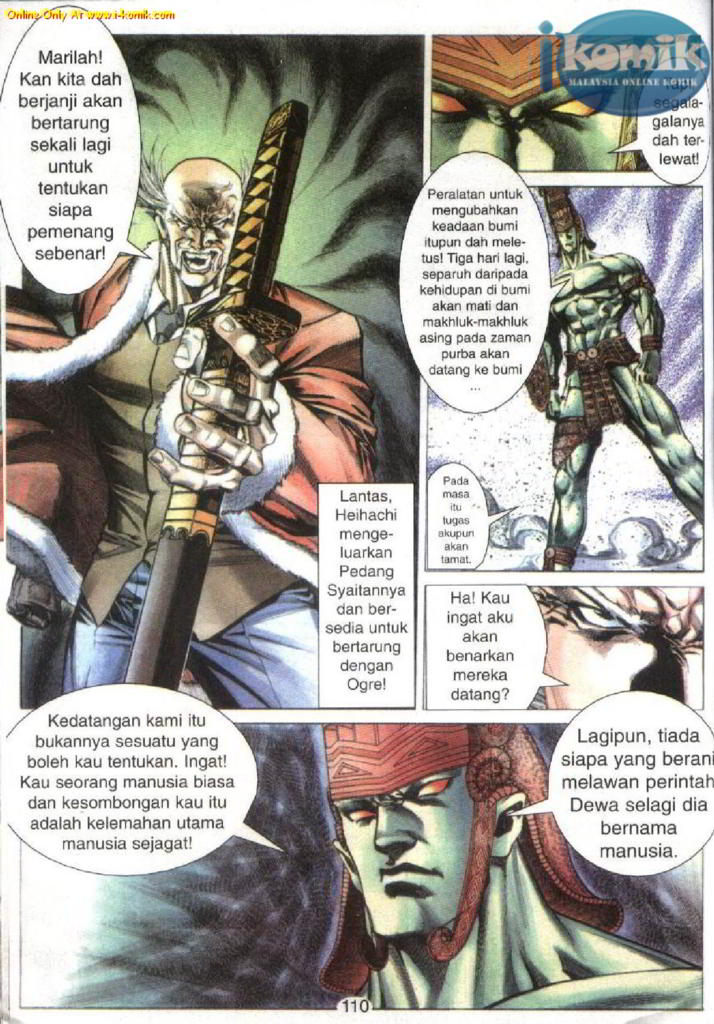 Online Only At www.i-komik.com
ikomik
MALAYSIA ONLINE KOMIK
Marilah!
Kan kita dah
berjanji akan
bertarung
sekali lagi
untuk
tentukan
siapa
pemenang
sebenar!
segala-
galanya
dah ter-
lewat!
Peralatan untuk
mengubahkan
keadaan bumi
itupun dah mele-
tus! Tiga hari lagi,
separuh daripada
kehidupan di bumi
akan mati dan
makhluk-makhluk
asing pada zaman
purba akan
datang ke bumi
...
Pada
masa
itu
tugas
akupun
akan
tamat.
Lantas,
Heihachi
menge-
luarkan
Pedang
Syaitannya
dan ber-
sedia untuk
bertarung
dengan
Ogre!
Ha! Kau
ingat aku
akan
benarkan
mereka
datang?
Kedatangan kami itu
bukannya sesuatu yang
boleh kau tentukan. Ingat!
Kau seorang manusia biasa
dan kesombongan kau itu
adalah kelemahan utama
manusia sejagat!
Lagipun, tiada
siapa yang berani
melawan perintah
Dewa selagi dia
bernama
manusia.
110